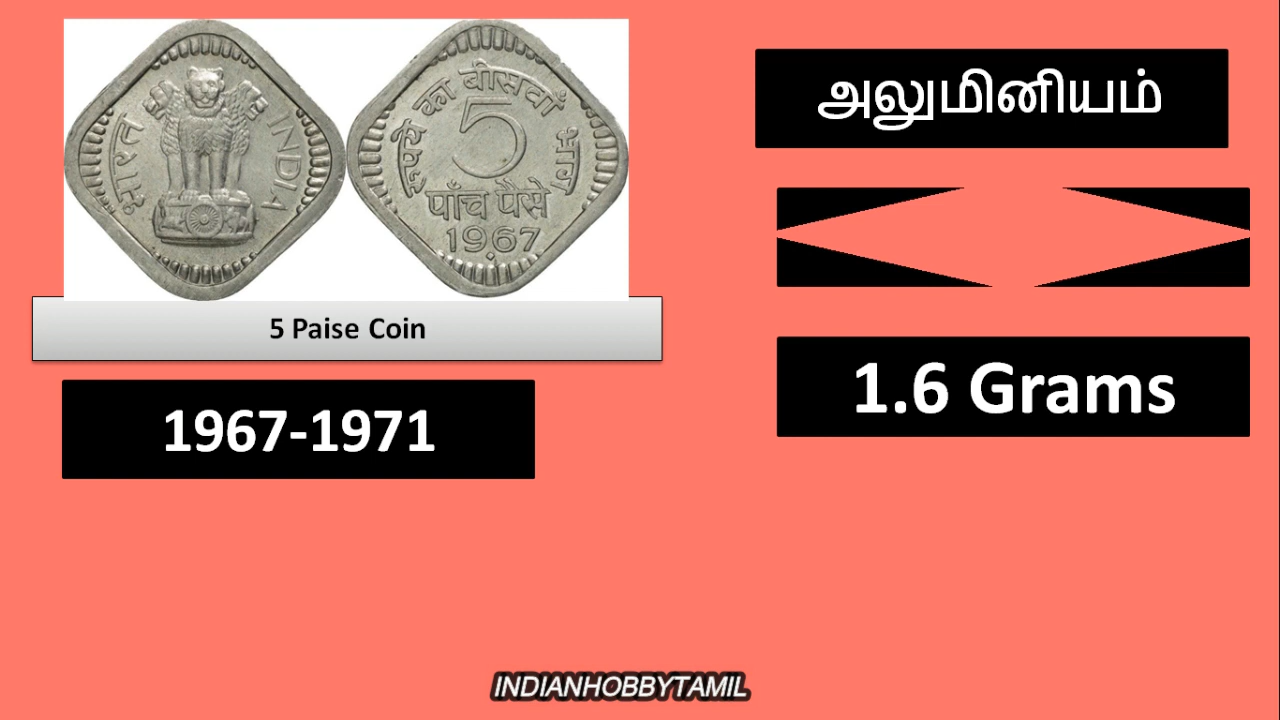 भारत
INDIA
रूपये का बीसवाँ भाग
5
पाँच पैसे
1967
5 Paise Coin
1967-1971
அலுமினியம்
1.6 Grams
INDIANHOBBYTAMIL